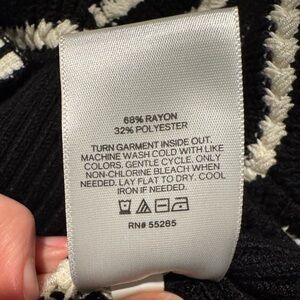 68% RAYON
32% POLYESTER
TURN GARMENT INSIDE OUT.
MACHINE WASH COLD WITH LIKE
COLORS. GENTLE CYCLE. ONLY
NON-CHLORINE BLEACH WHEN
NEEDED. LAY FLAT TO DRY. COOL
IRON IF NEEDED.
RN# 55285